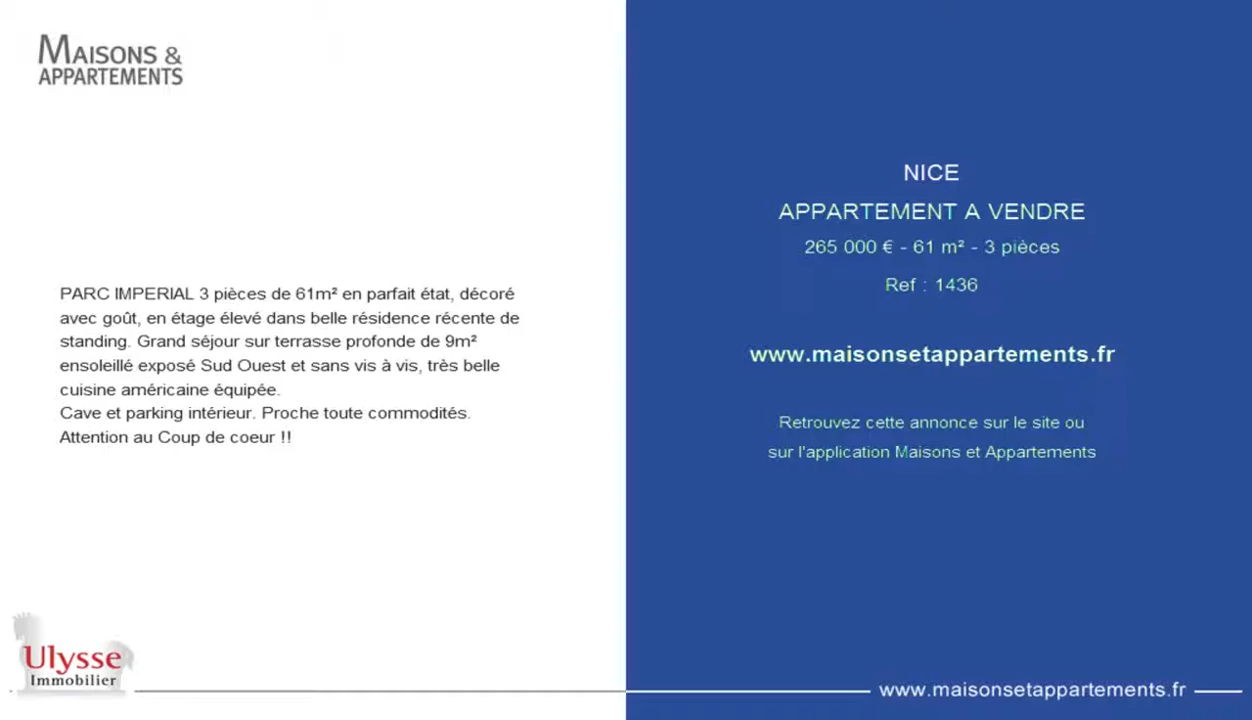 MAISONS &
APPARTEMENTS
PARC IMPERIAL 3 pièces de 61m² en parfait état, décoré
avec goût, en étage élevé dans belle résidence récente de
standing. Grand séjour sur terrasse profonde de 9m²
ensoleillé exposé Sud Ouest et sans vis à vis, très belle
cuisine américaine équipée.
Cave et parking intérieur. Proche toute commodités.
Attention au Coup de coeur !!
Ulysse
Immobilier
NICE
APPARTEMENT A VENDRE
265 000 € - 61 m² - 3 pièces
Ref : 1436
www.maisonsetappartements.fr
Retrouvez cette annonce sur le site ou
sur l'application Maisons et Appartements
www.maisonsetappartements.fr